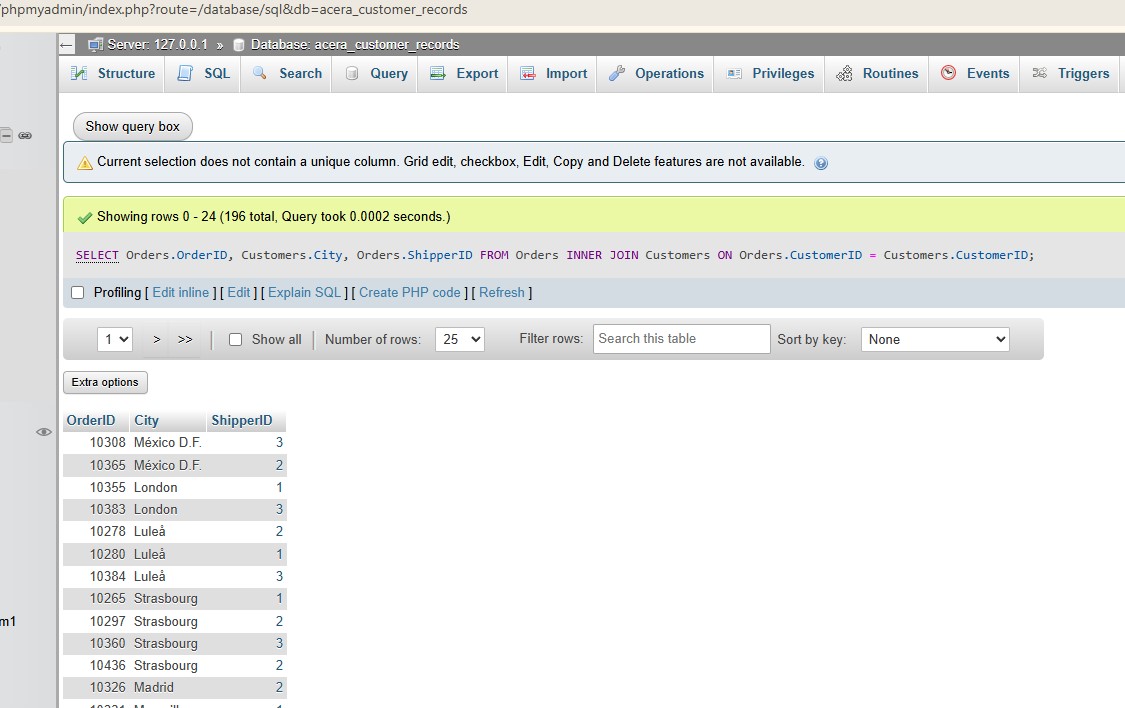 /phpmyadmin/index.php?route=/database/sql&db=acera_customer_records
Server: 127.0.0.1 » Database: acera_customer_records
Structure SQL Search Query Export Import Operations Privileges Routines Events Triggers
Show query box
Current selection does not contain a unique column. Grid edit, checkbox, Edit, Copy and Delete features are not available.
Showing rows 0 - 24 (196 total, Query took 0.0002 seconds.)
SELECT Orders.OrderID, Customers.City, Orders.ShipperID FROM Orders INNER JOIN Customers ON Orders.CustomerID = Customers.CustomerID;
Profiling [ Edit inline ] [ Edit ] [ Explain SQL ] [ Create PHP code ] [ Refresh ]
1 > >> Show all Number of rows: 25 Filter rows: Search this table Sort by key: None
Extra options
OrderID City ShipperID
10308 México D.F. 3
10365 México D.F. 2
10355 London 1
10383 London 3
10278 Luleå 2
10280 Luleå 1
10384 Luleå 3
10265 Strasbourg 1
10297 Strasbourg 2
m1
10360 Strasbourg 3
10436 Strasbourg 2
10326 Madrid 2